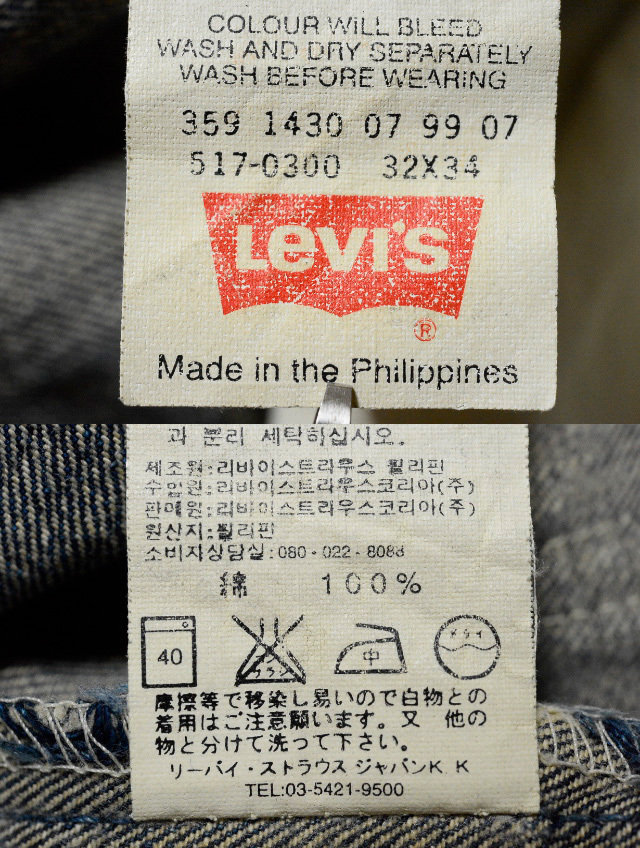 COLOUR WILL BLEED
WASH AND DRY SEPARATELY
WASH BEFORE WEARING
359 1430 07 99 07
517-0300 32X34
Levi's
®
Made in the Philippines
과 분리 세탁하십시오.
제조원:리바이스트라우스 필리핀
수입원:리바이스트라우스코리아(주)
판매원:리바이스트라우스코리아(주)
원산지:필리핀
소비자상담실:080-022-8088
綿 100%
40 中
摩擦等で移染し易いので白物との
着用はご注意願います。又 他の
物と分けて洗って下さい。
リーバイ・ストラウス ジャパンK.K
TEL:03-5421-9500